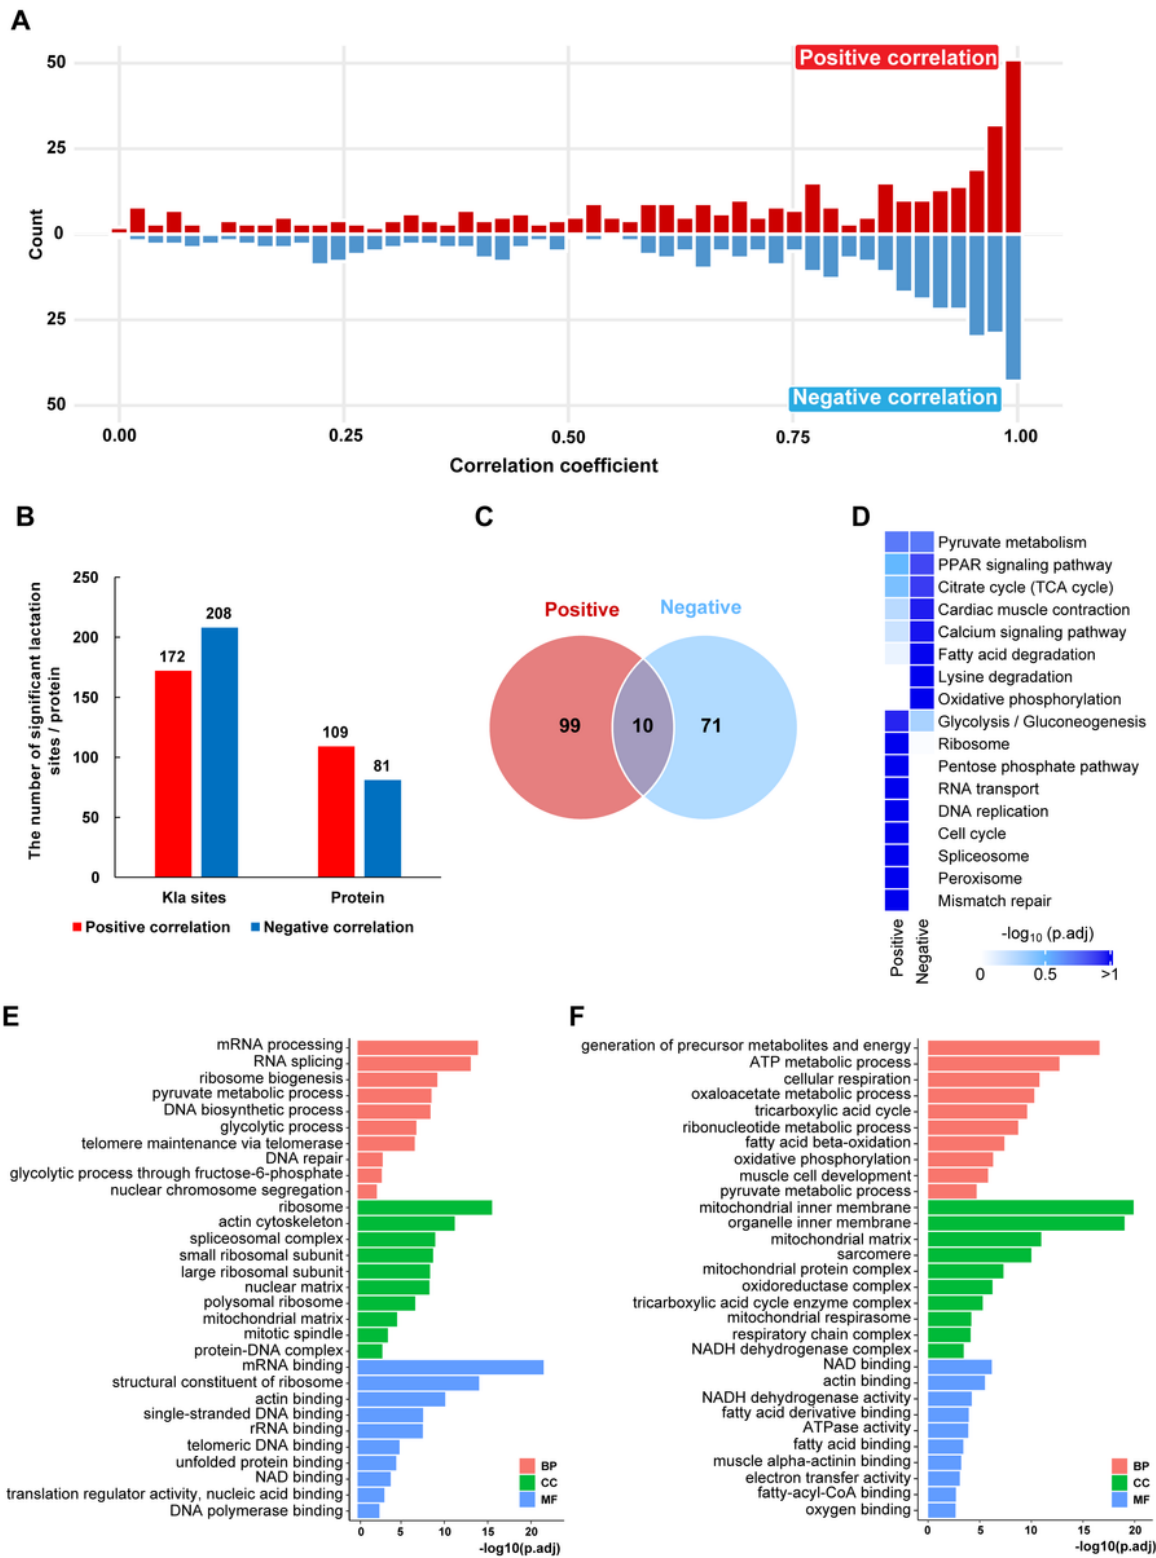 A
Positive correlation
50
25
0
25
50
Count
Negative correlation
0.00 0.25 0.50 0.75 1.00
Correlation coefficient
B
The number of significant lactation
sites / protein
250
200
150
100
50
0
172
208
109
81
Kla sites Protein
Positive correlation Negative correlation
C
Positive Negative
99 10 71
D
Pyruvate metabolism
PPAR signaling pathway
Citrate cycle (TCA cycle)
Cardiac muscle contraction
Calcium signaling pathway
Fatty acid degradation
Lysine degradation
Oxidative phosphorylation
Glycolysis / Gluconeogenesis
Ribosome
Pentose phosphate pathway
RNA transport
DNA replication
Cell cycle
Spliceosome
Peroxisome
Mismatch repair
Positive
Negative
-log10 (p.adj)
0 0.5 >1
E
mRNA processing
RNA splicing
ribosome biogenesis
pyruvate metabolic process
DNA biosynthetic process
glycolytic process
telomere maintenance via telomerase
DNA repair
glycolytic process through fructose-6-phosphate
nuclear chromosome segregation
ribosome
actin cytoskeleton
spliceosomal complex
small ribosomal subunit
large ribosomal subunit
nuclear matrix
polysomal ribosome
mitochondrial matrix
mitotic spindle
protein-DNA complex
mRNA binding
structural constituent of ribosome
actin binding
single-stranded DNA binding
rRNA binding
telomeric DNA binding
unfolded protein binding
NAD binding
translation regulator activity, nucleic acid binding
DNA polymerase binding
BP
CC
MF
0 5 10 15 20
-log10(p.adj)
F
generation of precursor metabolites and energy
ATP metabolic process
cellular respiration
oxaloacetate metabolic process
tricarboxylic acid cycle
ribonucleotide metabolic process
fatty acid beta-oxidation
oxidative phosphorylation
muscle cell development
pyruvate metabolic process
mitochondrial inner membrane
organelle inner membrane
mitochondrial matrix
sarcomere
mitochondrial protein complex
oxidoreductase complex
tricarboxylic acid cycle enzyme complex
mitochondrial respirasome
respiratory chain complex
NADH dehydrogenase complex
NAD binding
actin binding
NADH dehydrogenase activity
fatty acid derivative binding
ATPase activity
fatty acid binding
muscle alpha-actinin binding
electron transfer activity
fatty-acyl-CoA binding
oxygen binding
BP
CC
MF
0 5 10 15 20
-log10(p.adj)